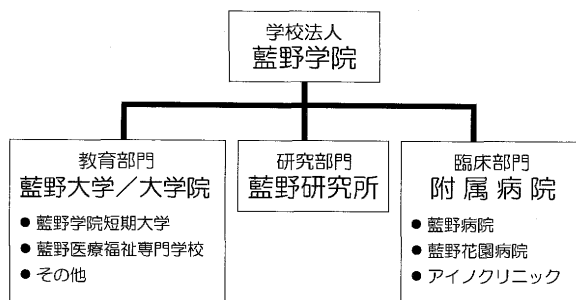 学校法人
藍野学院
教育部門
藍野大学／大学院
● 藍野学院短期大学
● 藍野医療福祉専門学校
● その他
研究部門
藍野研究所
臨床部門
附属病院
● 藍野病院
● 藍野花園病院
● アイノクリニック